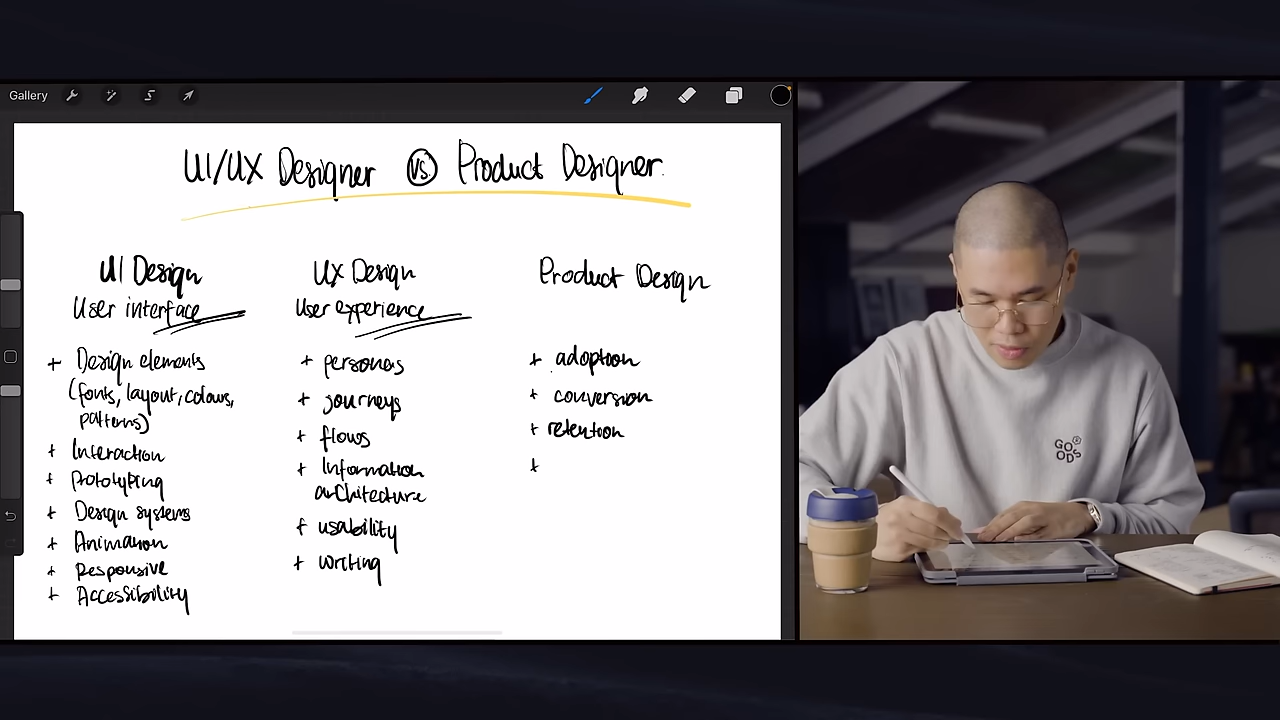 Gallery
UI/UX Designer VS Product Designer.
UI Design
User interface
+ Design elements
(fonts, layout, colours,
patterns)
+ Interaction
+ Prototyping
+ Design systems
+ Animation
+ Responsive
+ Accessibility
UX Design
User experience
+ personas
+ journeys
+ flows
+ Information
architecture
+ usability
+ writing
Product Design
+ adoption
+ conversion
+ retention
+
GO®
ODS